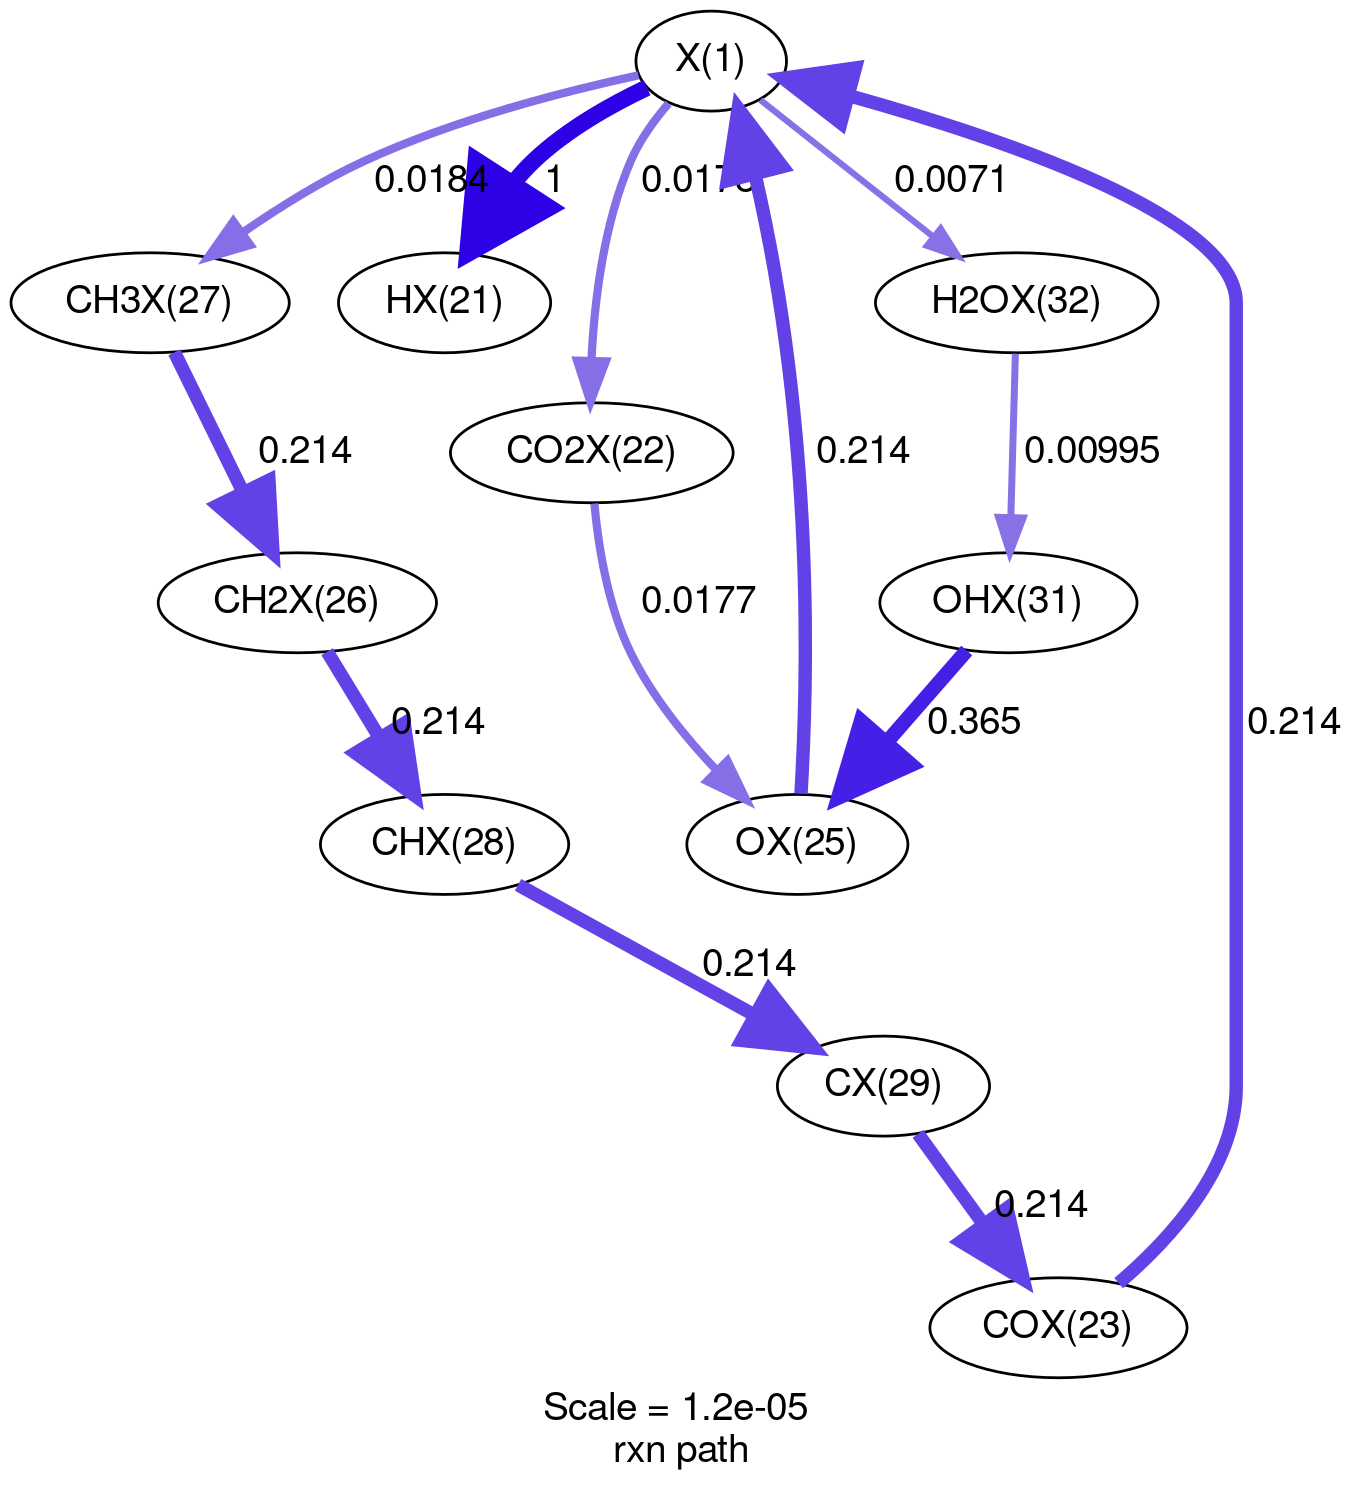 X(1)
0.0184
1
0.0071
CH3X(27)
HX(21)
H2OX(32)
0.214
CO2X(22)
0.214
0.00995
CH2X(26)
0.0177
OHX(31)
0.214
0.365
0.214
CHX(28)
OX(25)
0.214
CX(29)
0.214
COX(23)
Scale = 1.2e-05
rxn path